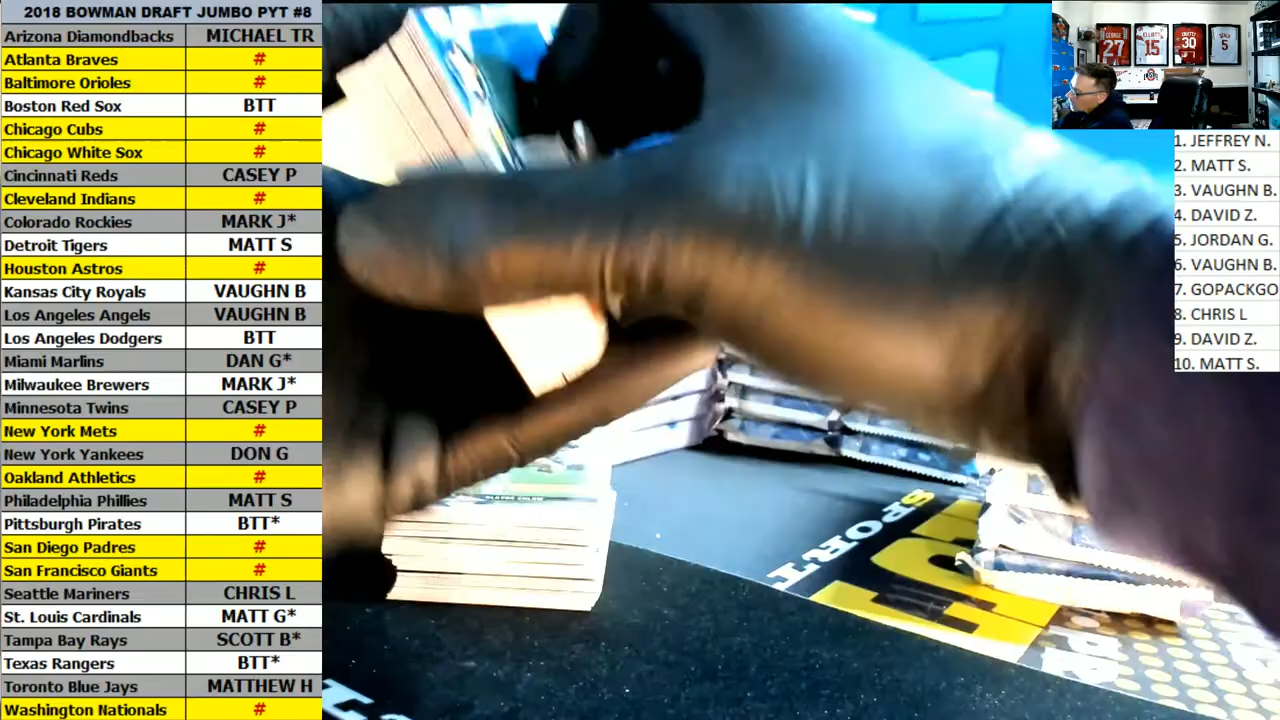 2018 BOWMAN DRAFT JUMBO PYT #8
Arizona Diamondbacks MICHAEL TR
Atlanta Braves #
Baltimore Orioles #
Boston Red Sox BTT
Chicago Cubs #
Chicago White Sox #
Cincinnati Reds CASEY P
Cleveland Indians #
Colorado Rockies MARK J*
Detroit Tigers MATT S
Houston Astros #
Kansas City Royals VAUGHN B
Los Angeles Angels VAUGHN B
Los Angeles Dodgers BTT
Miami Marlins DAN G*
Milwaukee Brewers MARK J*
Minnesota Twins CASEY P
New York Mets #
New York Yankees DON G
Oakland Athletics #
Philadelphia Phillies MATT S
Pittsburgh Pirates BTT*
San Diego Padres #
San Francisco Giants #
Seattle Mariners CHRIS L
St. Louis Cardinals MATT G*
Tampa Bay Rays SCOTT B*
Texas Rangers BTT*
Toronto Blue Jays MATTHEW H
Washington Nationals #
27
ELLIOTT
15
30
5
1. JEFFREY N.
2. MATT S.
3. VAUGHN B.
4. DAVID Z.
5. JORDAN G.
6. VAUGHN B.
7. GOPACKGO
8. CHRIS L
9. DAVID Z.
10. MATT S.
SPORT